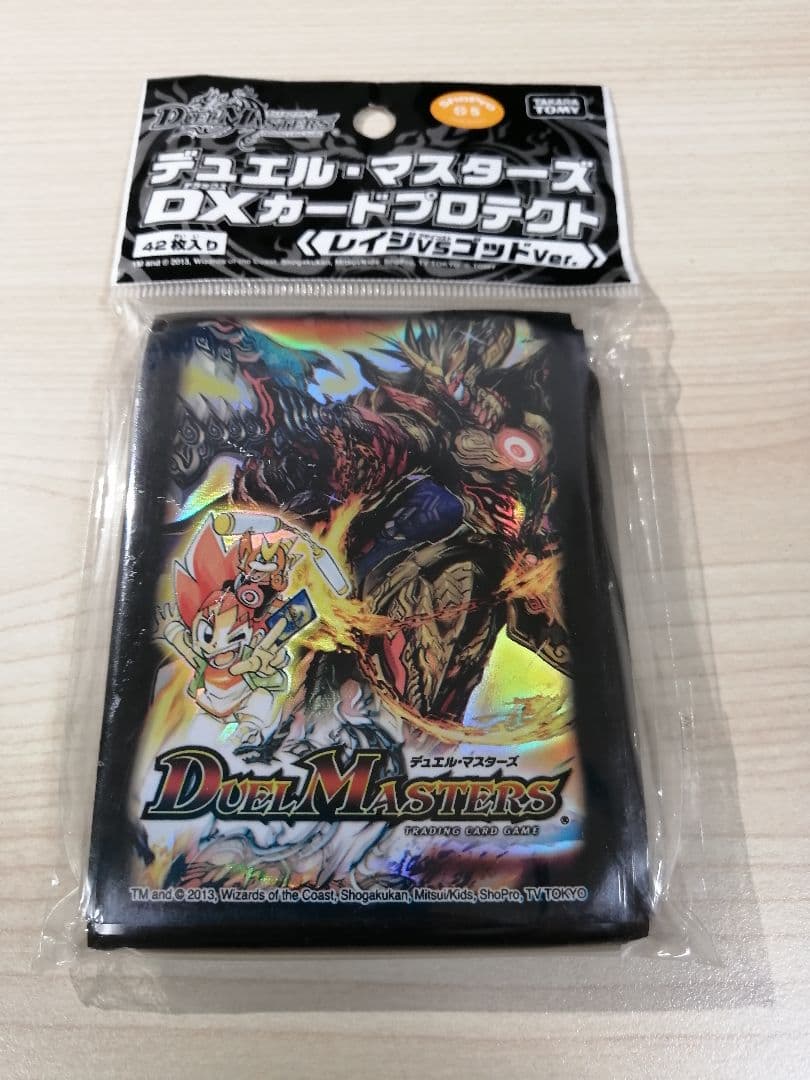 DUEL MASTERS
ShoPro
05
TAKARA TOMY
デュエル・マスターズ
DXカードプロテクト
42枚入り
レイジVSゴッドVer.
TM and © 2013, Wizards of the Coast, Shogakukan, Mitsui/Kids, ShoPro, TV TOKYO © TOMY
デュエル・マスターズ
DUEL MASTERS®
TRADING CARD GAME
TM and © 2013, Wizards of the Coast, Shogakukan, Mitsui/Kids, ShoPro, TV TOKYO